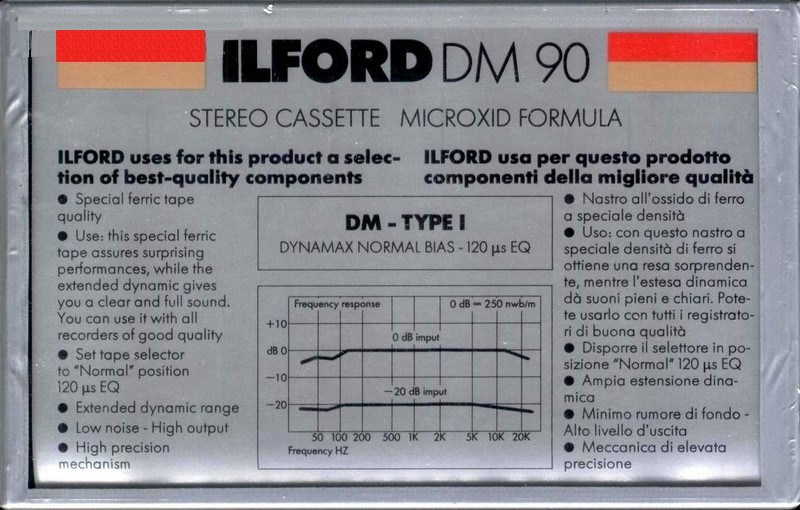 ILFORD DM 90
STEREO CASSETTE MICROXID FORMULA
ILFORD uses for this product a selec-
tion of best-quality components
● Special ferric tape
quality
● Use: this special ferric
tape assures surprising
performances, while the
extended dynamic gives
you a clear and full sound.
You can use it with all
recorders of good quality
● Set tape selector
to "Normal" position
120 µs EQ
● Extended dynamic range
● Low noise - High output
● High precision
mechanism
DM - TYPE I
DYNAMAX NORMAL BIAS - 120 µs EQ
Frequency response 0 dB = 250 nwb/m
+10
0 dB imput
dB 0
-10
-20 dB imput
-20
50 100 200 500 1K 2K 5K 10K 20K
Frequency HZ
ILFORD usa per questo prodotto
componenti della migliore qualità
● Nastro all'ossido di ferro
a speciale densità
● Uso: con questo nastro a
speciale densità di ferro si
ottiene una resa sorprenden-
te, mentre l'estesa dinamica
dà suoni pieni e chiari. Pote-
te usarlo con tutti i registrato-
ri di buona qualità
● Disporre il selettore in po-
sizione "Normal" 120 µs EQ
● Ampia estensione dina-
mica
● Minimo rumore di fondo -
Alto livello d'uscita
● Meccanica di elevata
precisione